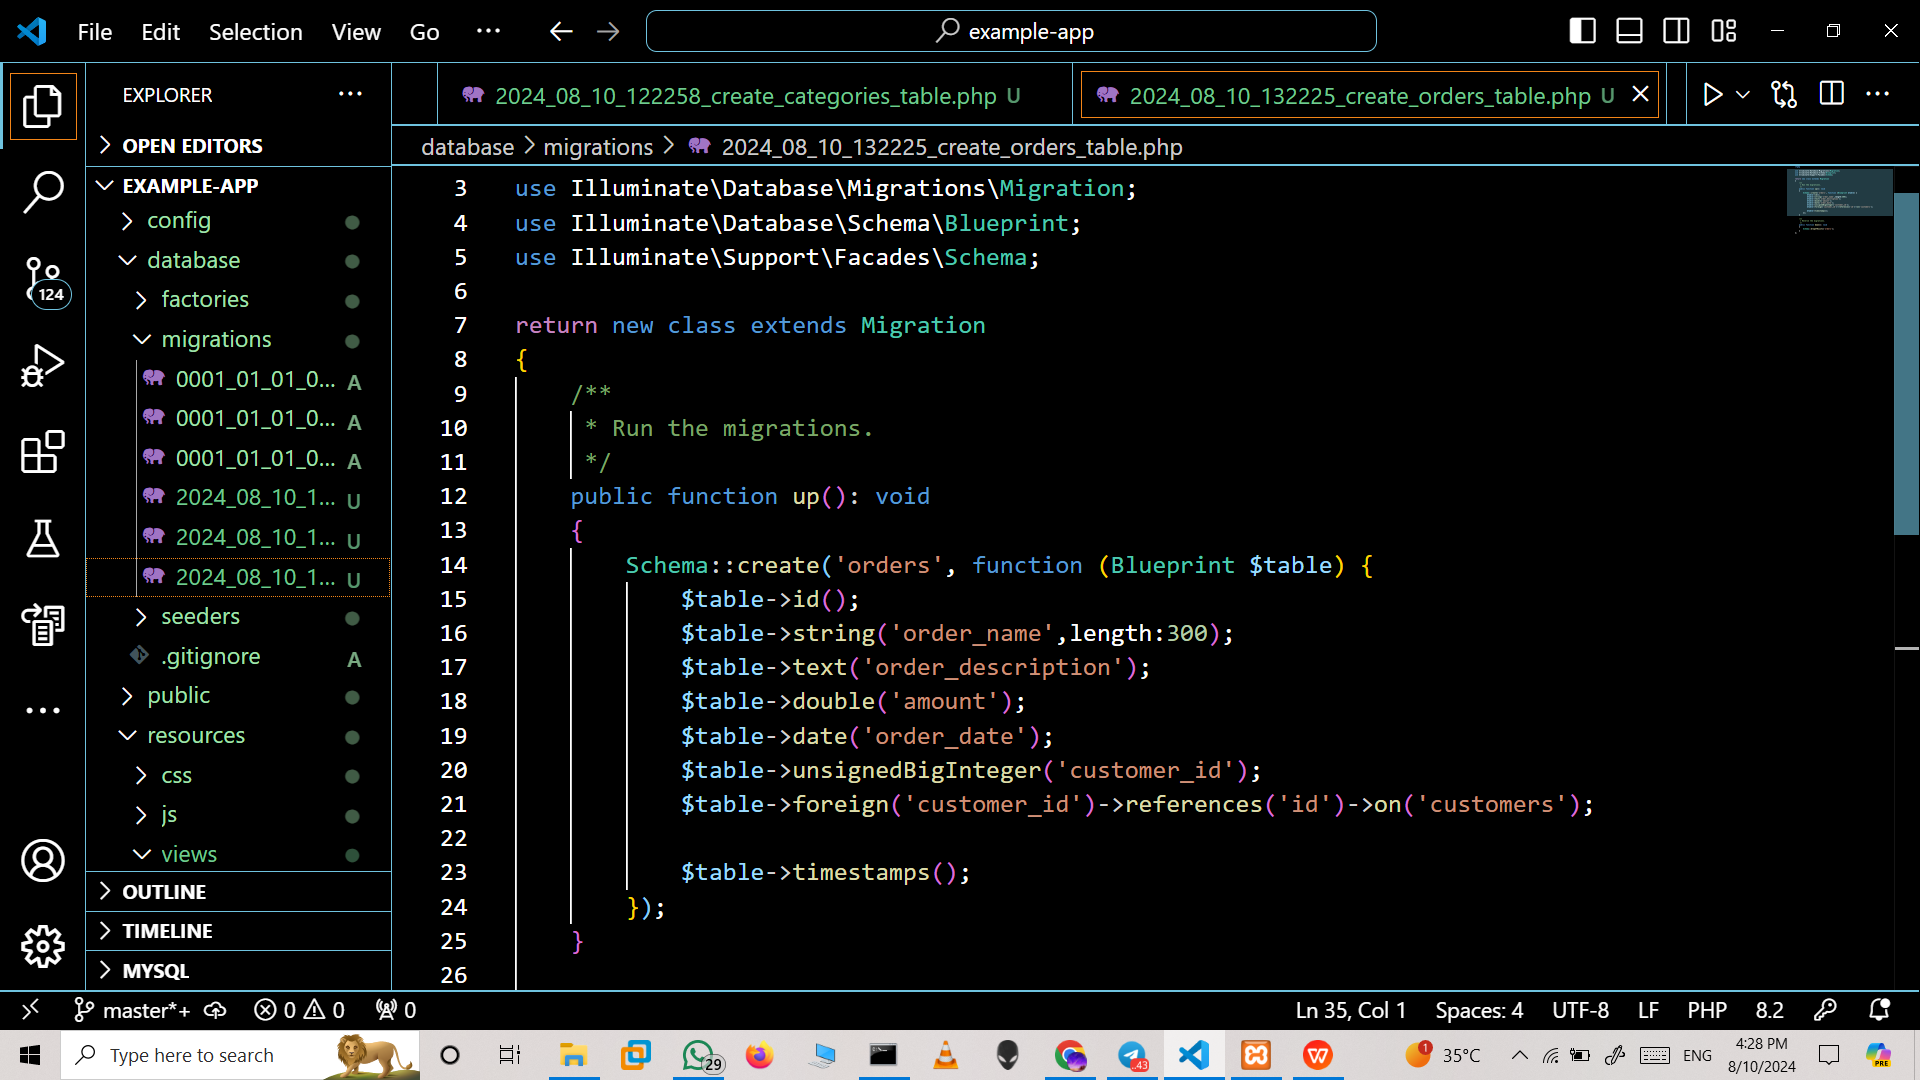 File Edit Selection View Go ... example-app
EXPLORER ...
OPEN EDITORS
EXAMPLE-APP
config
database
factories
migrations
0001_01_01_0... A
0001_01_01_0... A
0001_01_01_0... A
2024_08_10_1... U
2024_08_10_1... U
2024_08_10_1... U
seeders
.gitignore A
public
resources
css
js
views
OUTLINE
TIMELINE
MYSQL
124
2024_08_10_122258_create_categories_table.php U
2024_08_10_132225_create_orders_table.php U
database > migrations > 2024_08_10_132225_create_orders_table.php
3 use Illuminate\Database\Migrations\Migration;
4 use Illuminate\Database\Schema\Blueprint;
5 use Illuminate\Support\Facades\Schema;
6
7 return new class extends Migration
8 {
9 /**
10 * Run the migrations.
11 */
12 public function up(): void
13 {
14 Schema::create('orders', function (Blueprint $table) {
15 $table->id();
16 $table->string('order_name',length:300);
17 $table->text('order_description');
18 $table->double('amount');
19 $table->date('order_date');
20 $table->unsignedBigInteger('customer_id');
21 $table->foreign('customer_id')->references('id')->on('customers');
22
23 $table->timestamps();
24 });
25 }
26
master*+ 0 0 0 Ln 35, Col 1 Spaces: 4 UTF-8 LF PHP 8.2
Type here to search 29 .43 1 35°C ENG 4:28 PM
8/10/2024
PRE